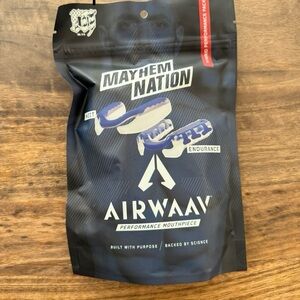 MAYHEM
NATION
ENDURANCE
AIRWAAV
PERFORMANCE MOUTHPIECE
BUILT WITH PURPOSE / BACKED BY SCIENCE